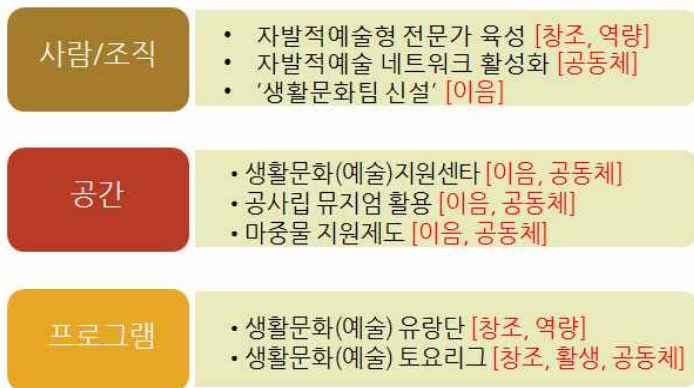 사람/조직
• 자발적예술형 전문가 육성 [창조, 역량]
• 자발적예술 네트워크 활성화 [공동체]
• ‘생활문화팀 신설’ [이음]
공간
• 생활문화(예술)지원센타 [이음, 공동체]
• 공사립 뮤지엄 활용 [이음, 공동체]
• 마중물 지원제도 [이음, 공동체]
프로그램
• 생활문화(예술) 유랑단 [창조, 역량]
• 생활문화(예술) 토요리그 [창조, 활생, 공동체]